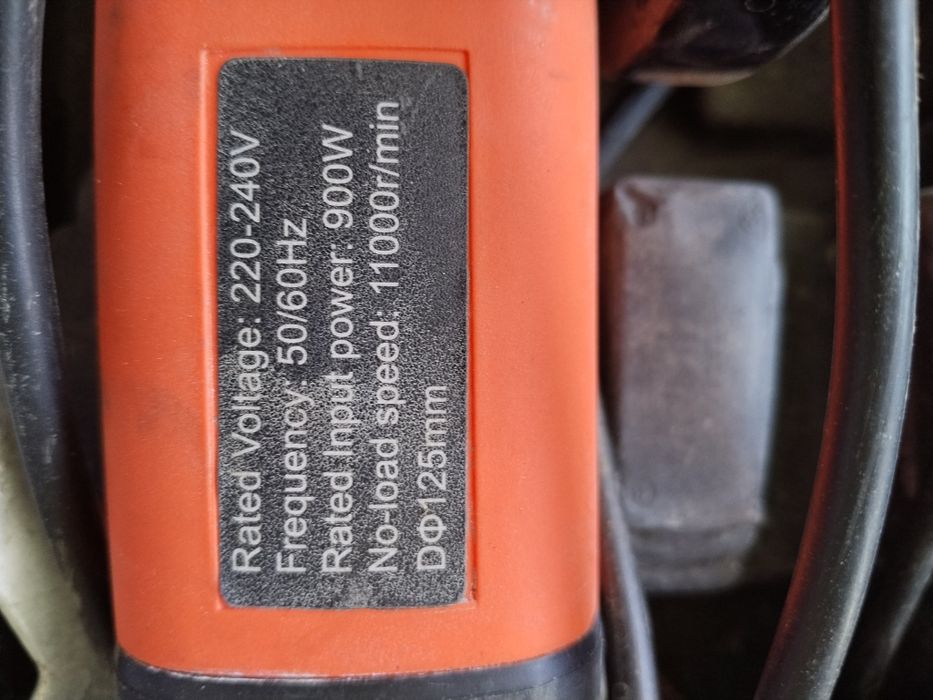 Rated Voltage: 220-240V
Frequency: 50/60Hz
Rated Input power: 900W
No-load speed: 11000r/min
DΦ125mm